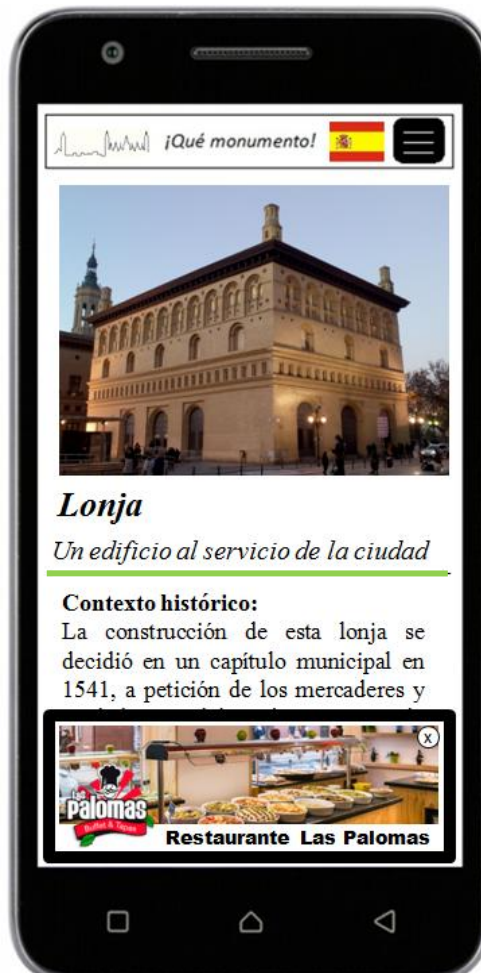 ¡Qué monumento!
Lonja
Un edificio al servicio de la ciudad
Contexto histórico:
La construcción de esta lonja se
decidió en un capítulo municipal en
1541, a petición de los mercaderes y
X
Las
Palomas
Buffet & Tapas
Restaurante Las Palomas